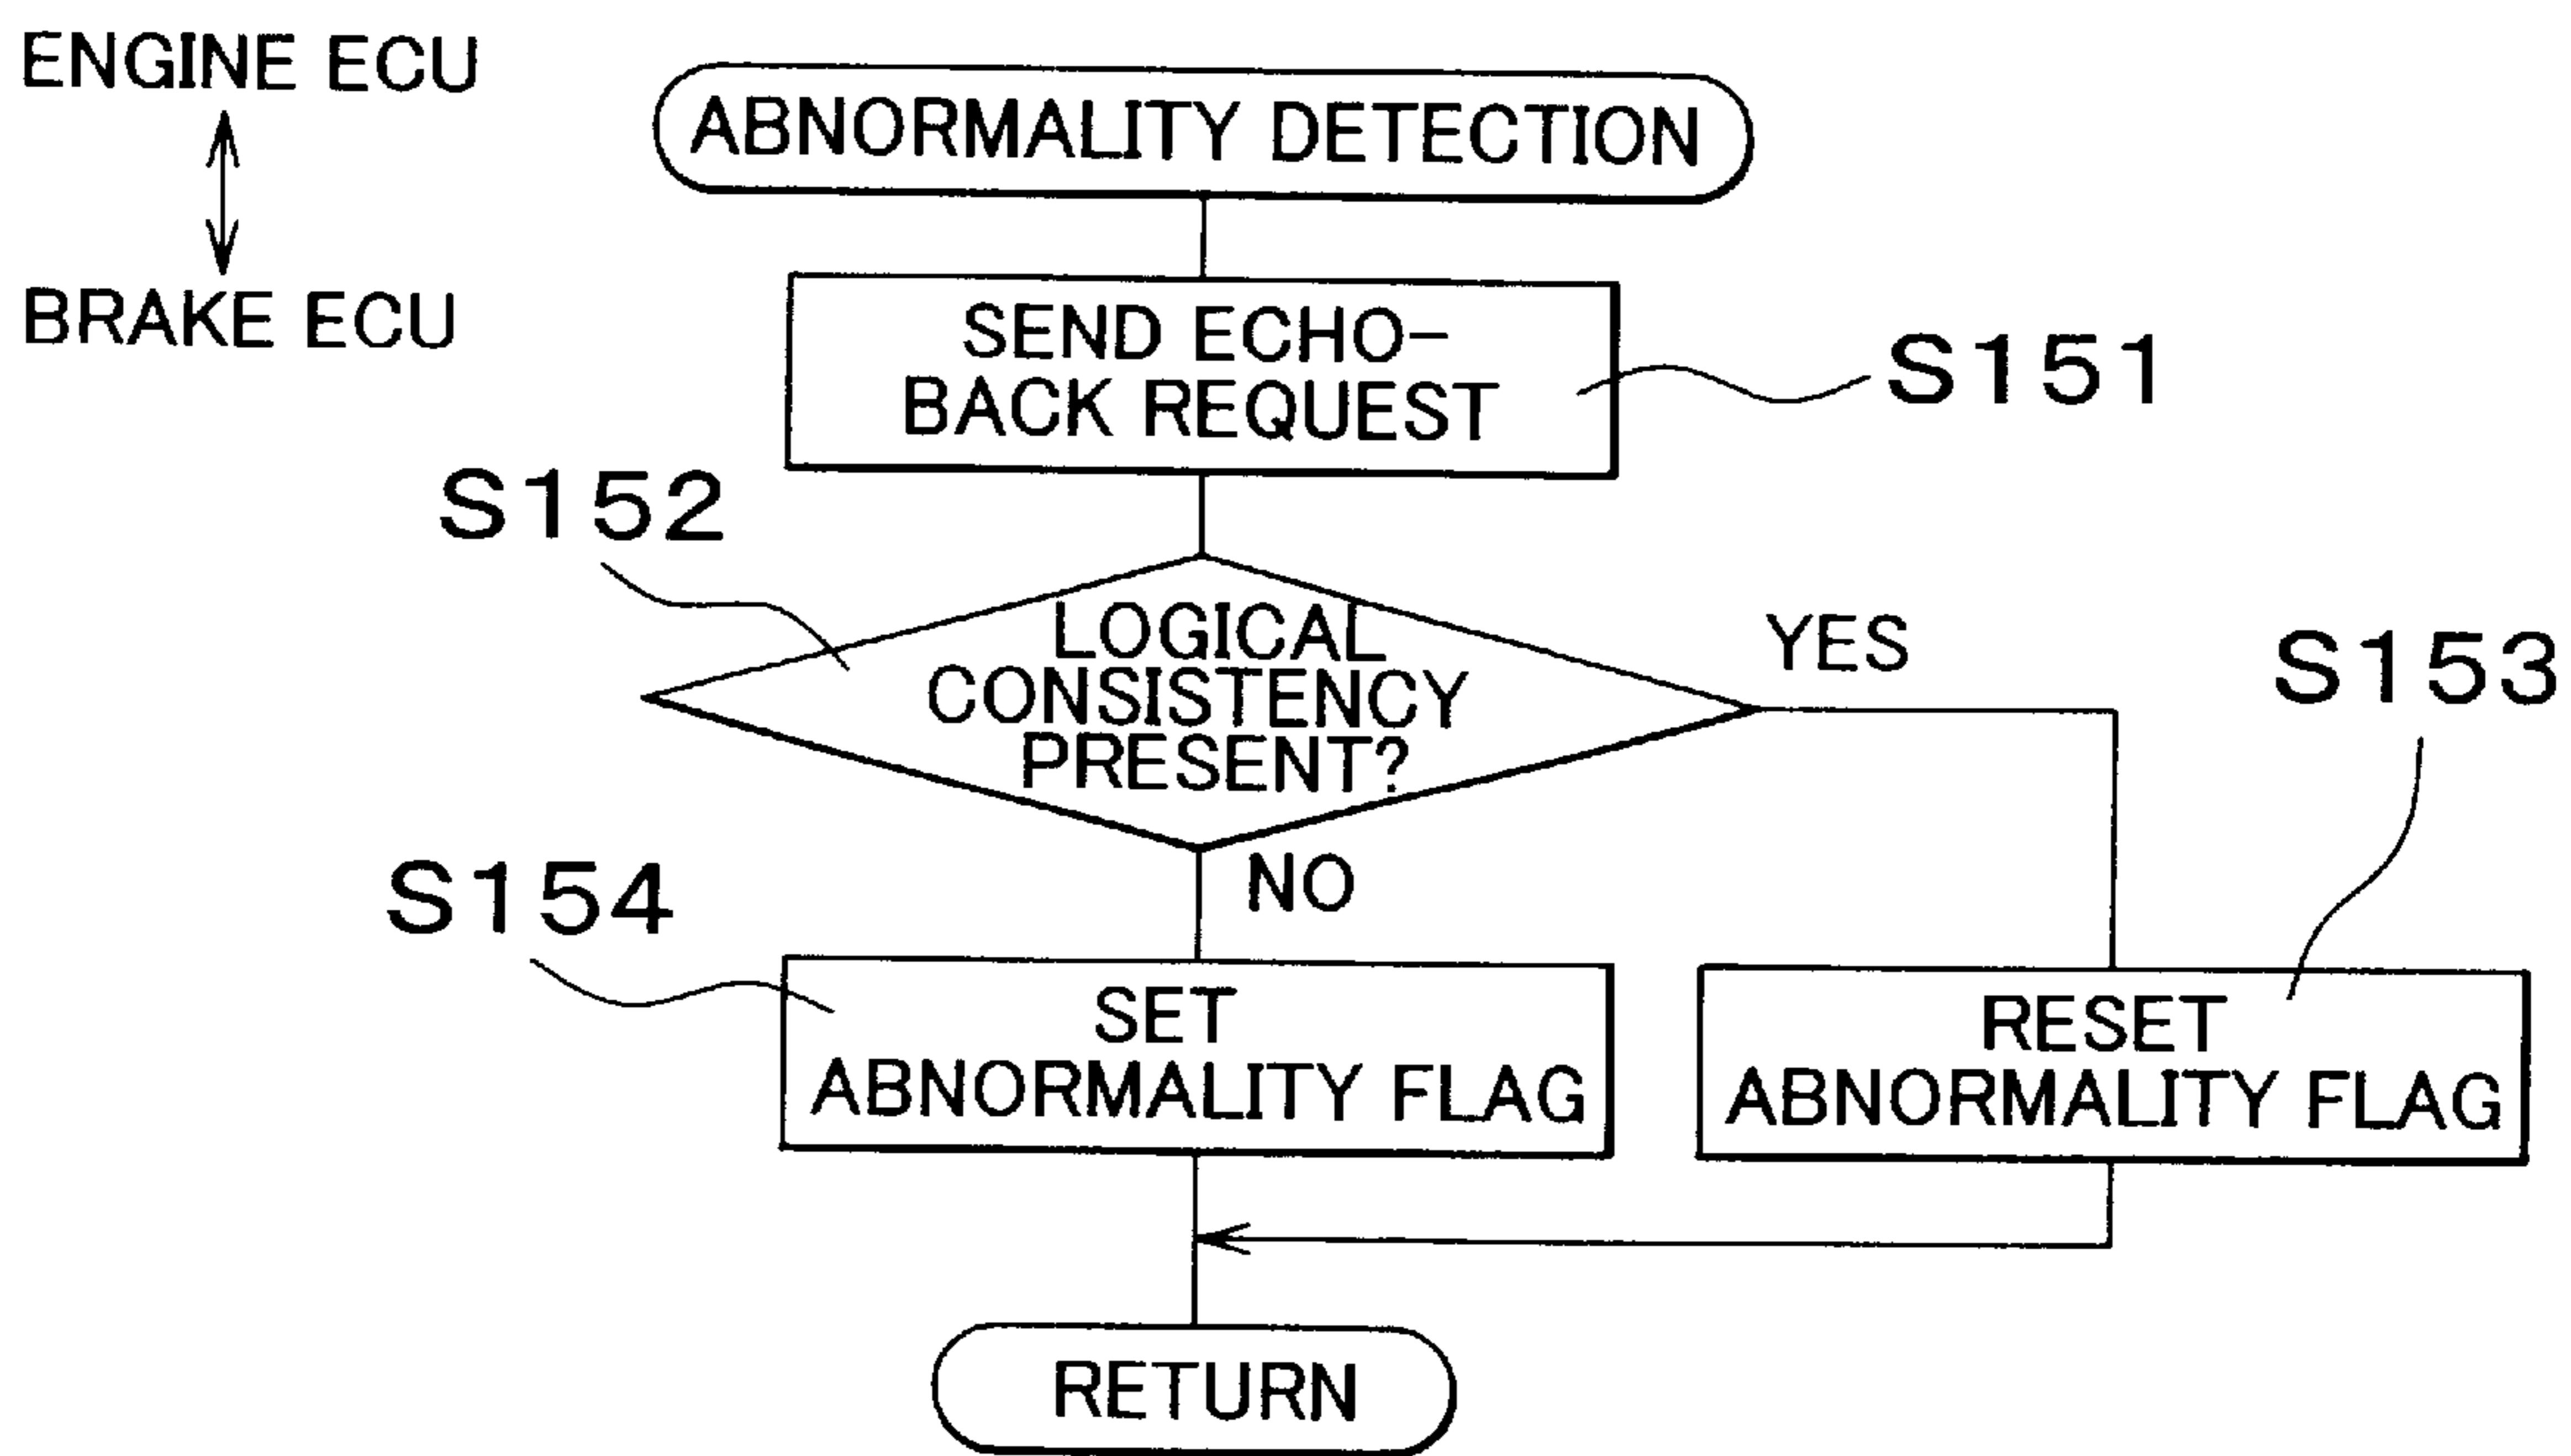 ENGINE ECU
BRAKE ECU
ABNORMALITY DETECTION
SEND ECHO-
BACK REQUEST
S151
S152
LOGICAL
CONSISTENCY
PRESENT?
YES
S153
NO
S154
SET
ABNORMALITY FLAG
RESET
ABNORMALITY FLAG
RETURN